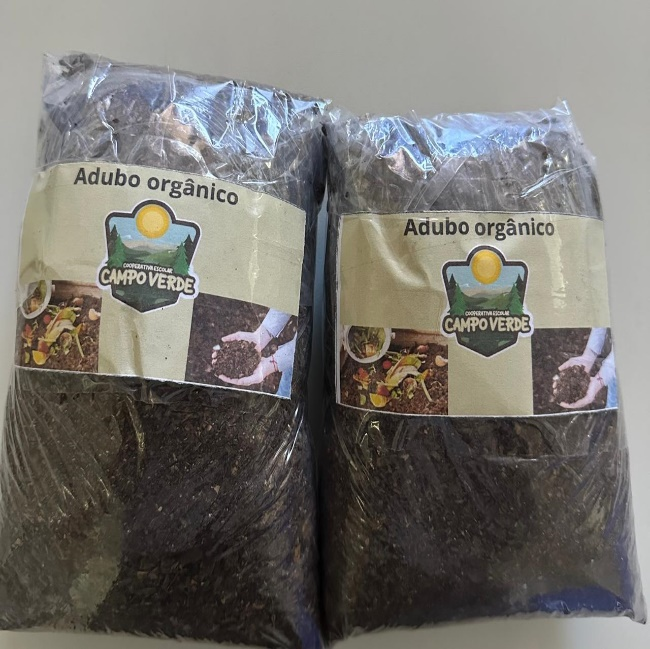 Adubo orgânico
COOPERATIVA ESCOLAR
CAMPO VERDE
Adubo orgânico
COOPERATIVA ESCOLAR
CAMPO VERDE